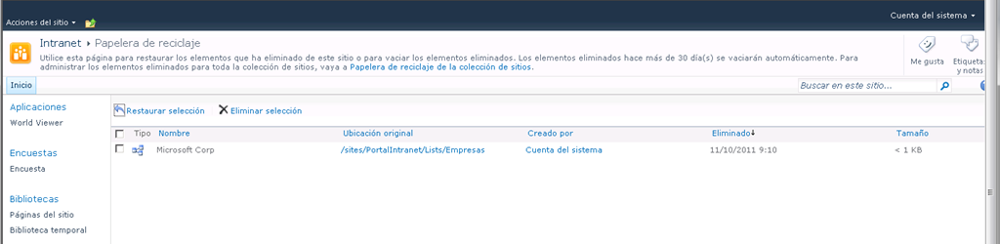 Acciones del sitio
Cuenta del sistema
Intranet ▸ Papelera de reciclaje
Utilice esta página para restaurar los elementos que ha eliminado de este sitio o para vaciar los elementos eliminados. Los elementos eliminados hace más de 30 día(s) se vaciarán automáticamente. Para
administrar los elementos eliminados para toda la colección de sitios, vaya a Papelera de reciclaje de la colección de sitios.
Me gusta
Etiquetas
y notas
Inicio
Buscar en este sitio...
Aplicaciones
World Viewer
Encuestas
Encuesta
Bibliotecas
Páginas del sitio
Biblioteca temporal
Restaurar selección Eliminar selección
Tipo Nombre Ubicación original Creado por Eliminado↓ Tamaño
Microsoft Corp /sites/PortalIntranet/Lists/Empresas Cuenta del sistema 11/10/2011 9:10 < 1 KB